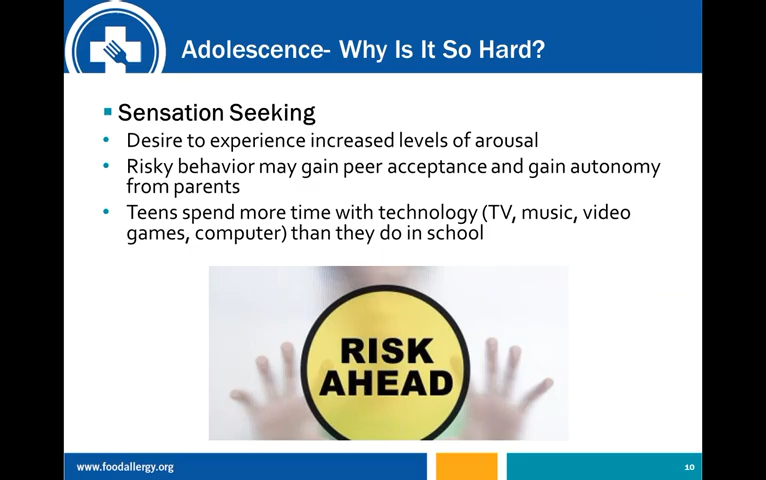 Adolescence- Why Is It So Hard?
Sensation Seeking
Desire to experience increased levels of arousal
Risky behavior may gain peer acceptance and gain autonomy
from parents
Teens spend more time with technology (TV, music, video
games, computer) than they do in school
RISK
AHEAD
www.foodallergy.org
10